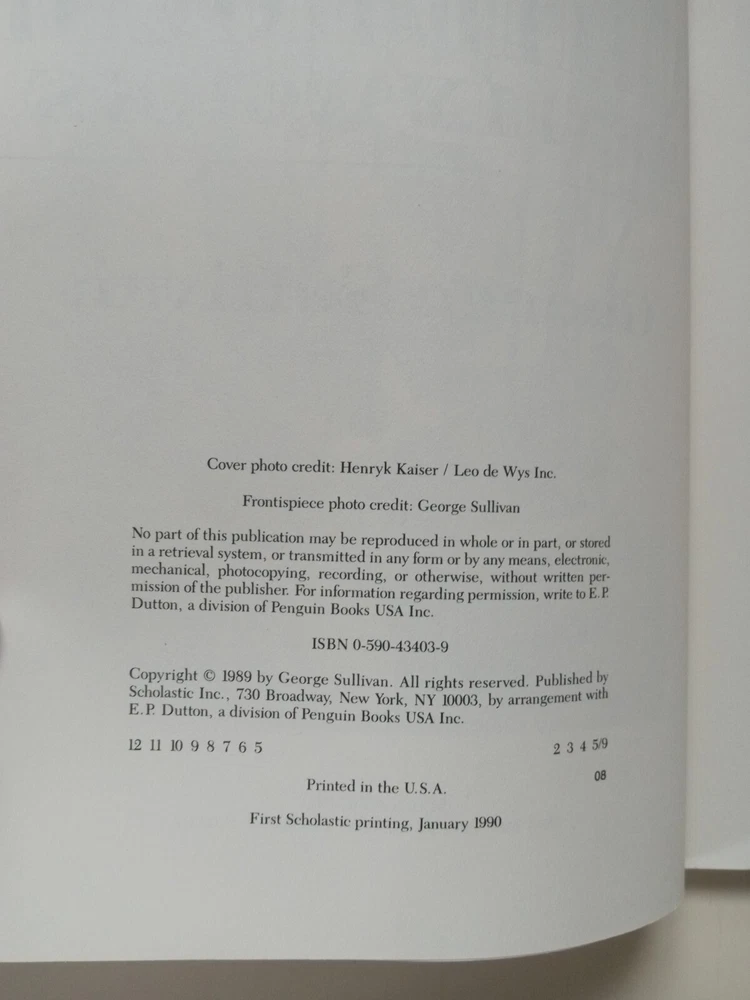 Cover photo credit: Henryk Kaiser / Leo de Wys Inc.
Frontispiece photo credit: George Sullivan
No part of this publication may be reproduced in whole or in part, or stored
in a retrieval system, or transmitted in any form or by any means, electronic,
mechanical, photocopying, recording, or otherwise, without written per-
mission of the publisher. For information regarding permission, write to E.P.
Dutton, a division of Penguin Books USA Inc.
ISBN 0-590-43403-9
Copyright © 1989 by George Sullivan. All rights reserved. Published by
Scholastic Inc., 730 Broadway, New York, NY 10003, by arrangement with
E.P. Dutton, a division of Penguin Books USA Inc.
12 11 10 9 8 7 6 5 2 3 4 5/9
08
Printed in the U.S.A.
First Scholastic printing, January 1990